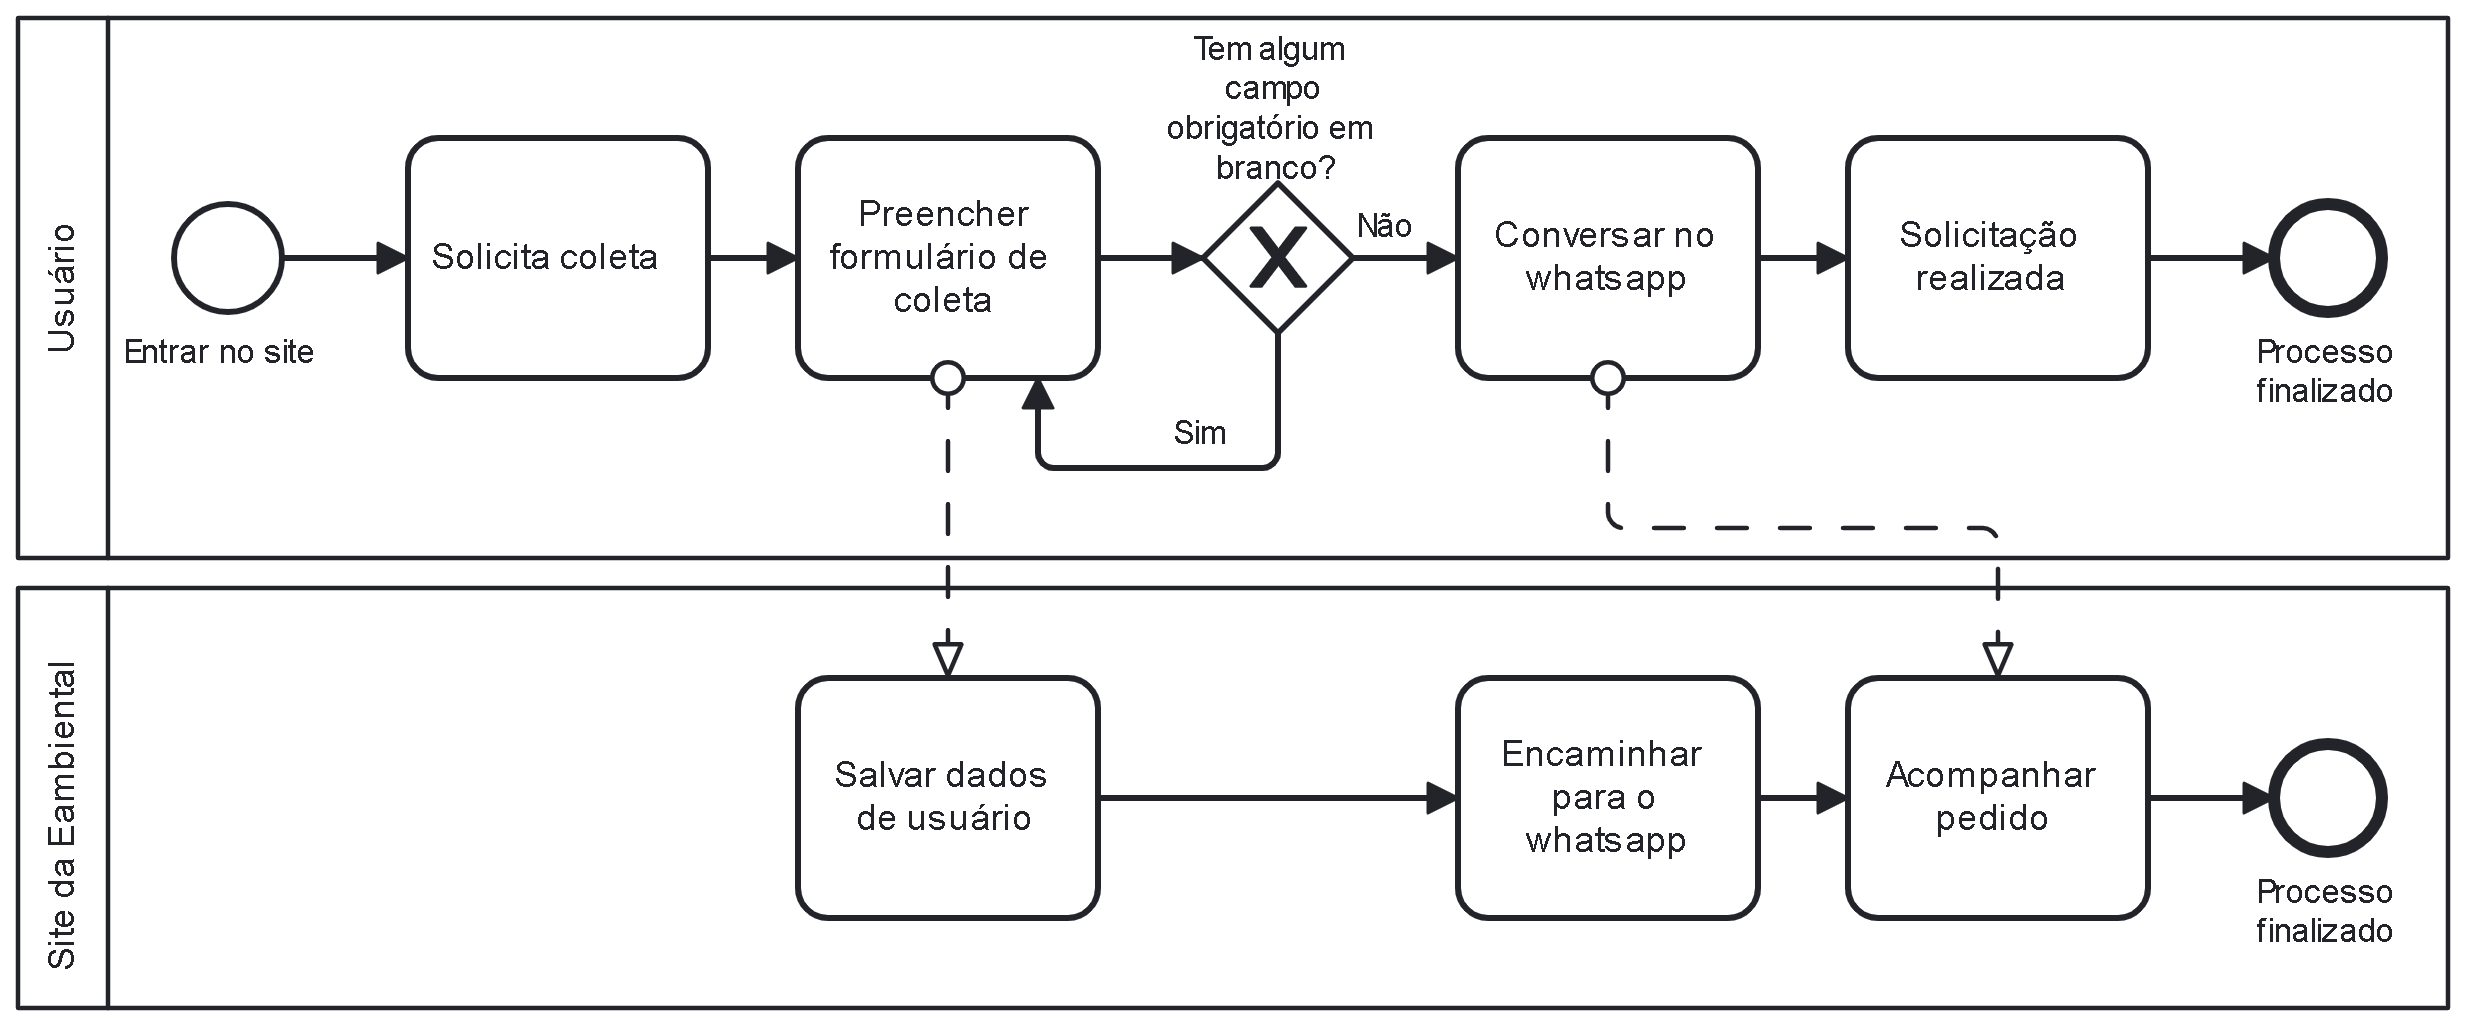 Usuário
Entrar no site
Solicita coleta
Preencher
formulário de
coleta
Tem algum
campo
obrigatório em
branco?
X
Não
Sim
Conversar no
whatsapp
Solicitação
realizada
Processo
finalizado
Site da Eambiental
Salvar dados
de usuário
Encaminhar
para o
whatsapp
Acompanhar
pedido
Processo
finalizado